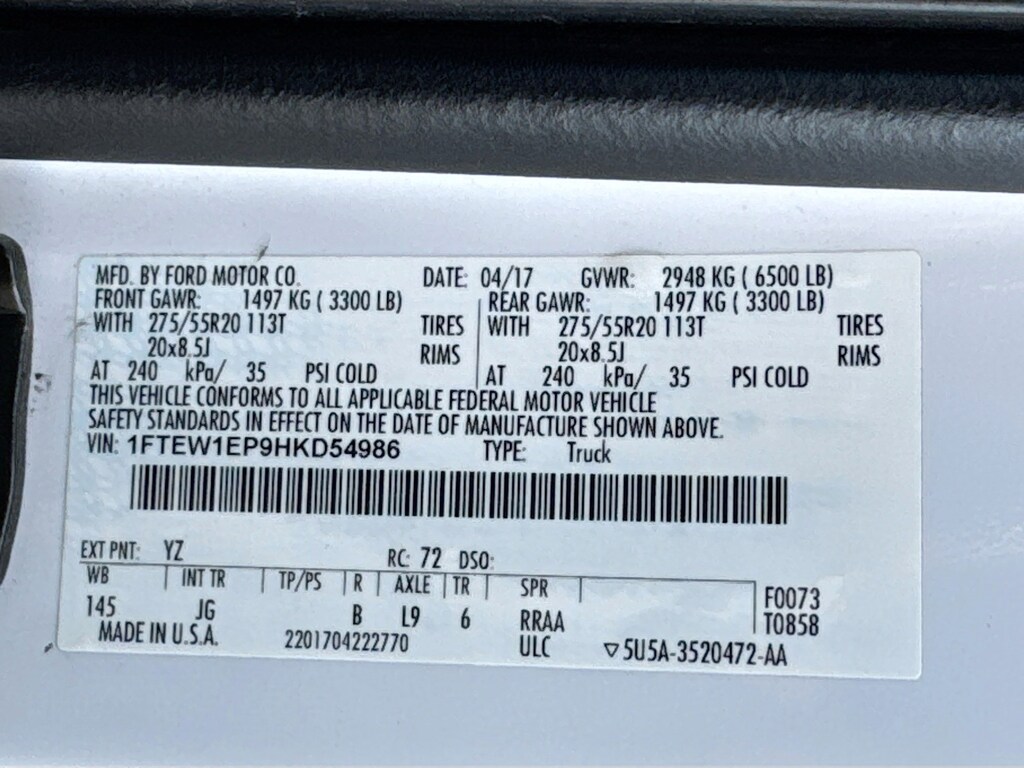 MFD. BY FORD MOTOR CO. DATE: 04/17 GVWR: 2948 KG ( 6500 LB)
FRONT GAWR: 1497 KG ( 3300 LB) REAR GAWR: 1497 KG ( 3300 LB)
WITH 275/55R20 113T TIRES WITH 275/55R20 113T TIRES
20x8.5J RIMS 20x8.5J RIMS
AT 240 kPa/ 35 PSI COLD AT 240 kPa/ 35 PSI COLD
THIS VEHICLE CONFORMS TO ALL APPLICABLE FEDERAL MOTOR VEHICLE
SAFETY STANDARDS IN EFFECT ON THE DATE OF MANUFACTURE SHOWN ABOVE.
VIN: 1FTEW1EP9HKD54986 TYPE: Truck
EXT PNT: YZ RC: 72 DSO:
WB INT TR TP/PS R AXLE TR SPR F0073
145 JG B L9 6 RRAA T0858
MADE IN U.S.A. 2201704222770 ULC ▽5U5A-3520472-AA